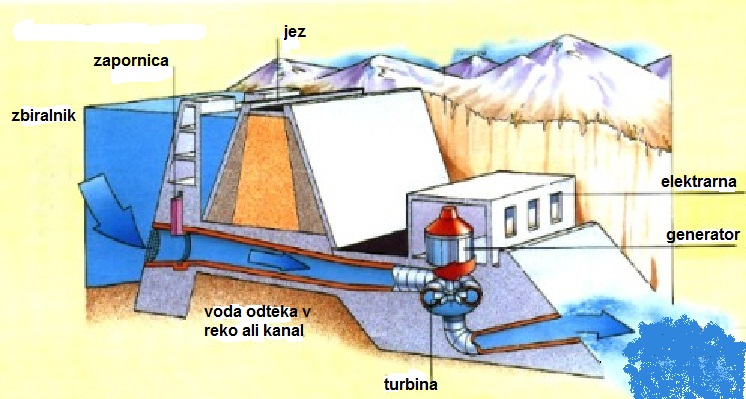 jez
zapornica
zbiralnik
elektrarna
generator
voda odteka v
reko ali kanal
turbina